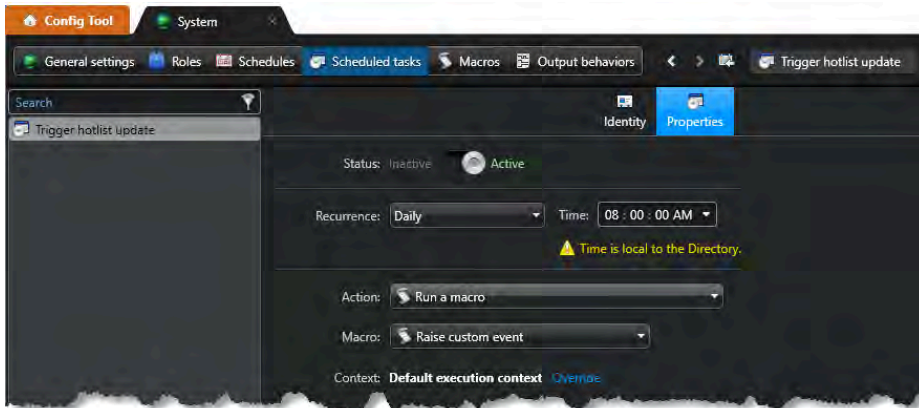 Config Tool System
General settings Roles Schedules Scheduled tasks Macros Output behaviors Trigger hotlist update
Search
Identity Properties
Trigger hotlist update
Status: Inactive Active
Recurrence: Daily Time: 08 : 00 : 00 AM
Time is local to the Directory.
Action: Run a macro
Macro: Raise custom event
Context: Default execution context Override